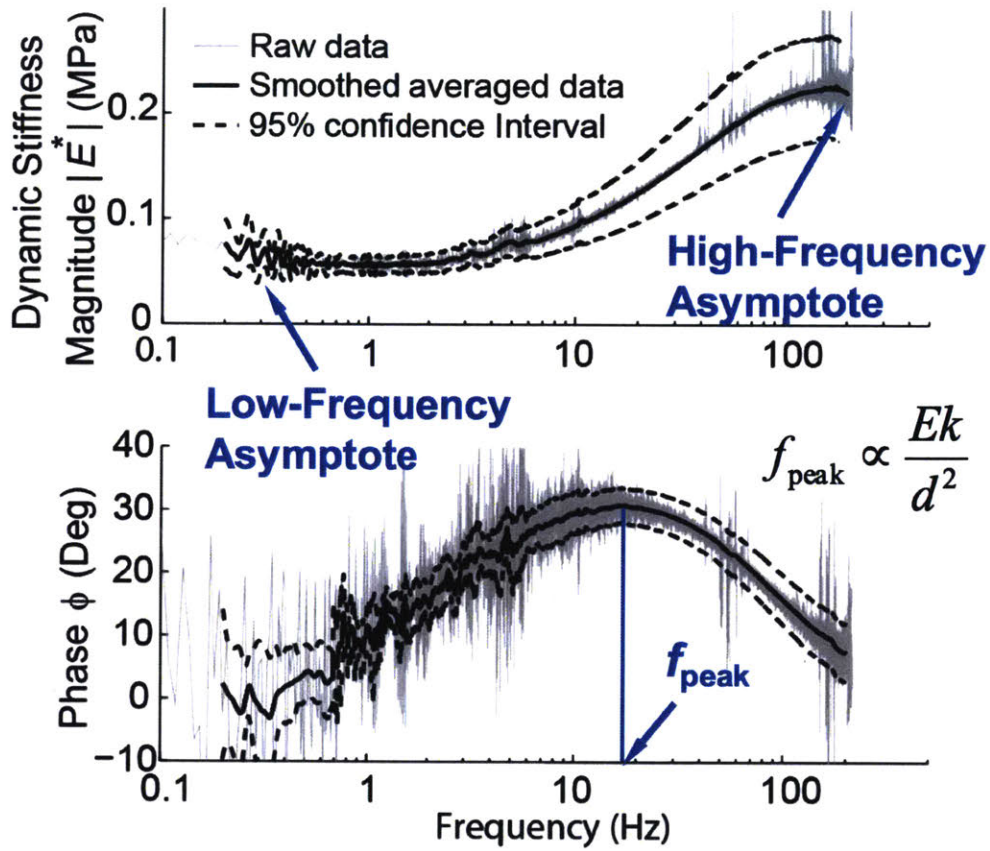 Dynamic Stiffness
Magnitude |E*| (MPa)
Raw data
Smoothed averaged data
95% confidence Interval
0.2
0.1
0
0.1
1
10
100
High-Frequency
Asymptote
Low-Frequency
Asymptote
f_peak ∝ Ek/d²
Phase ϕ (Deg)
40
30
20
10
0
−10
f_peak
0.1
1
10
100
Frequency (Hz)